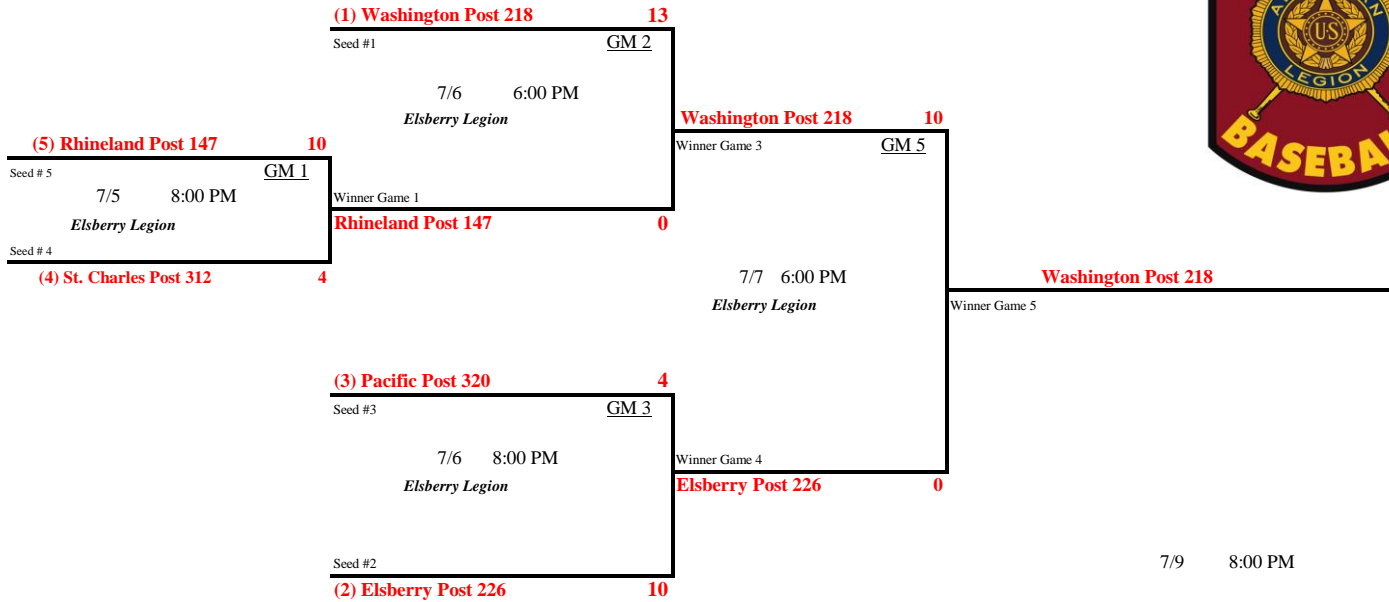 (1) Washington Post 218 13
Seed #1 GM 2
7/6 6:00 PM
Elsberry Legion
(5) Rhineland Post 147 10
Seed # 5 GM 1
7/5 8:00 PM
Elsberry Legion
Winner Game 1
Rhineland Post 147 0
Seed # 4
(4) St. Charles Post 312 4
Washington Post 218 10
Winner Game 3 GM 5
7/7 6:00 PM
Elsberry Legion
Washington Post 218
Winner Game 5
(3) Pacific Post 320 4
Seed #3 GM 3
7/6 8:00 PM
Elsberry Legion
Winner Game 4
Elsberry Post 226 0
Seed #2
(2) Elsberry Post 226 10
7/9 8:00 PM
US
LEGION